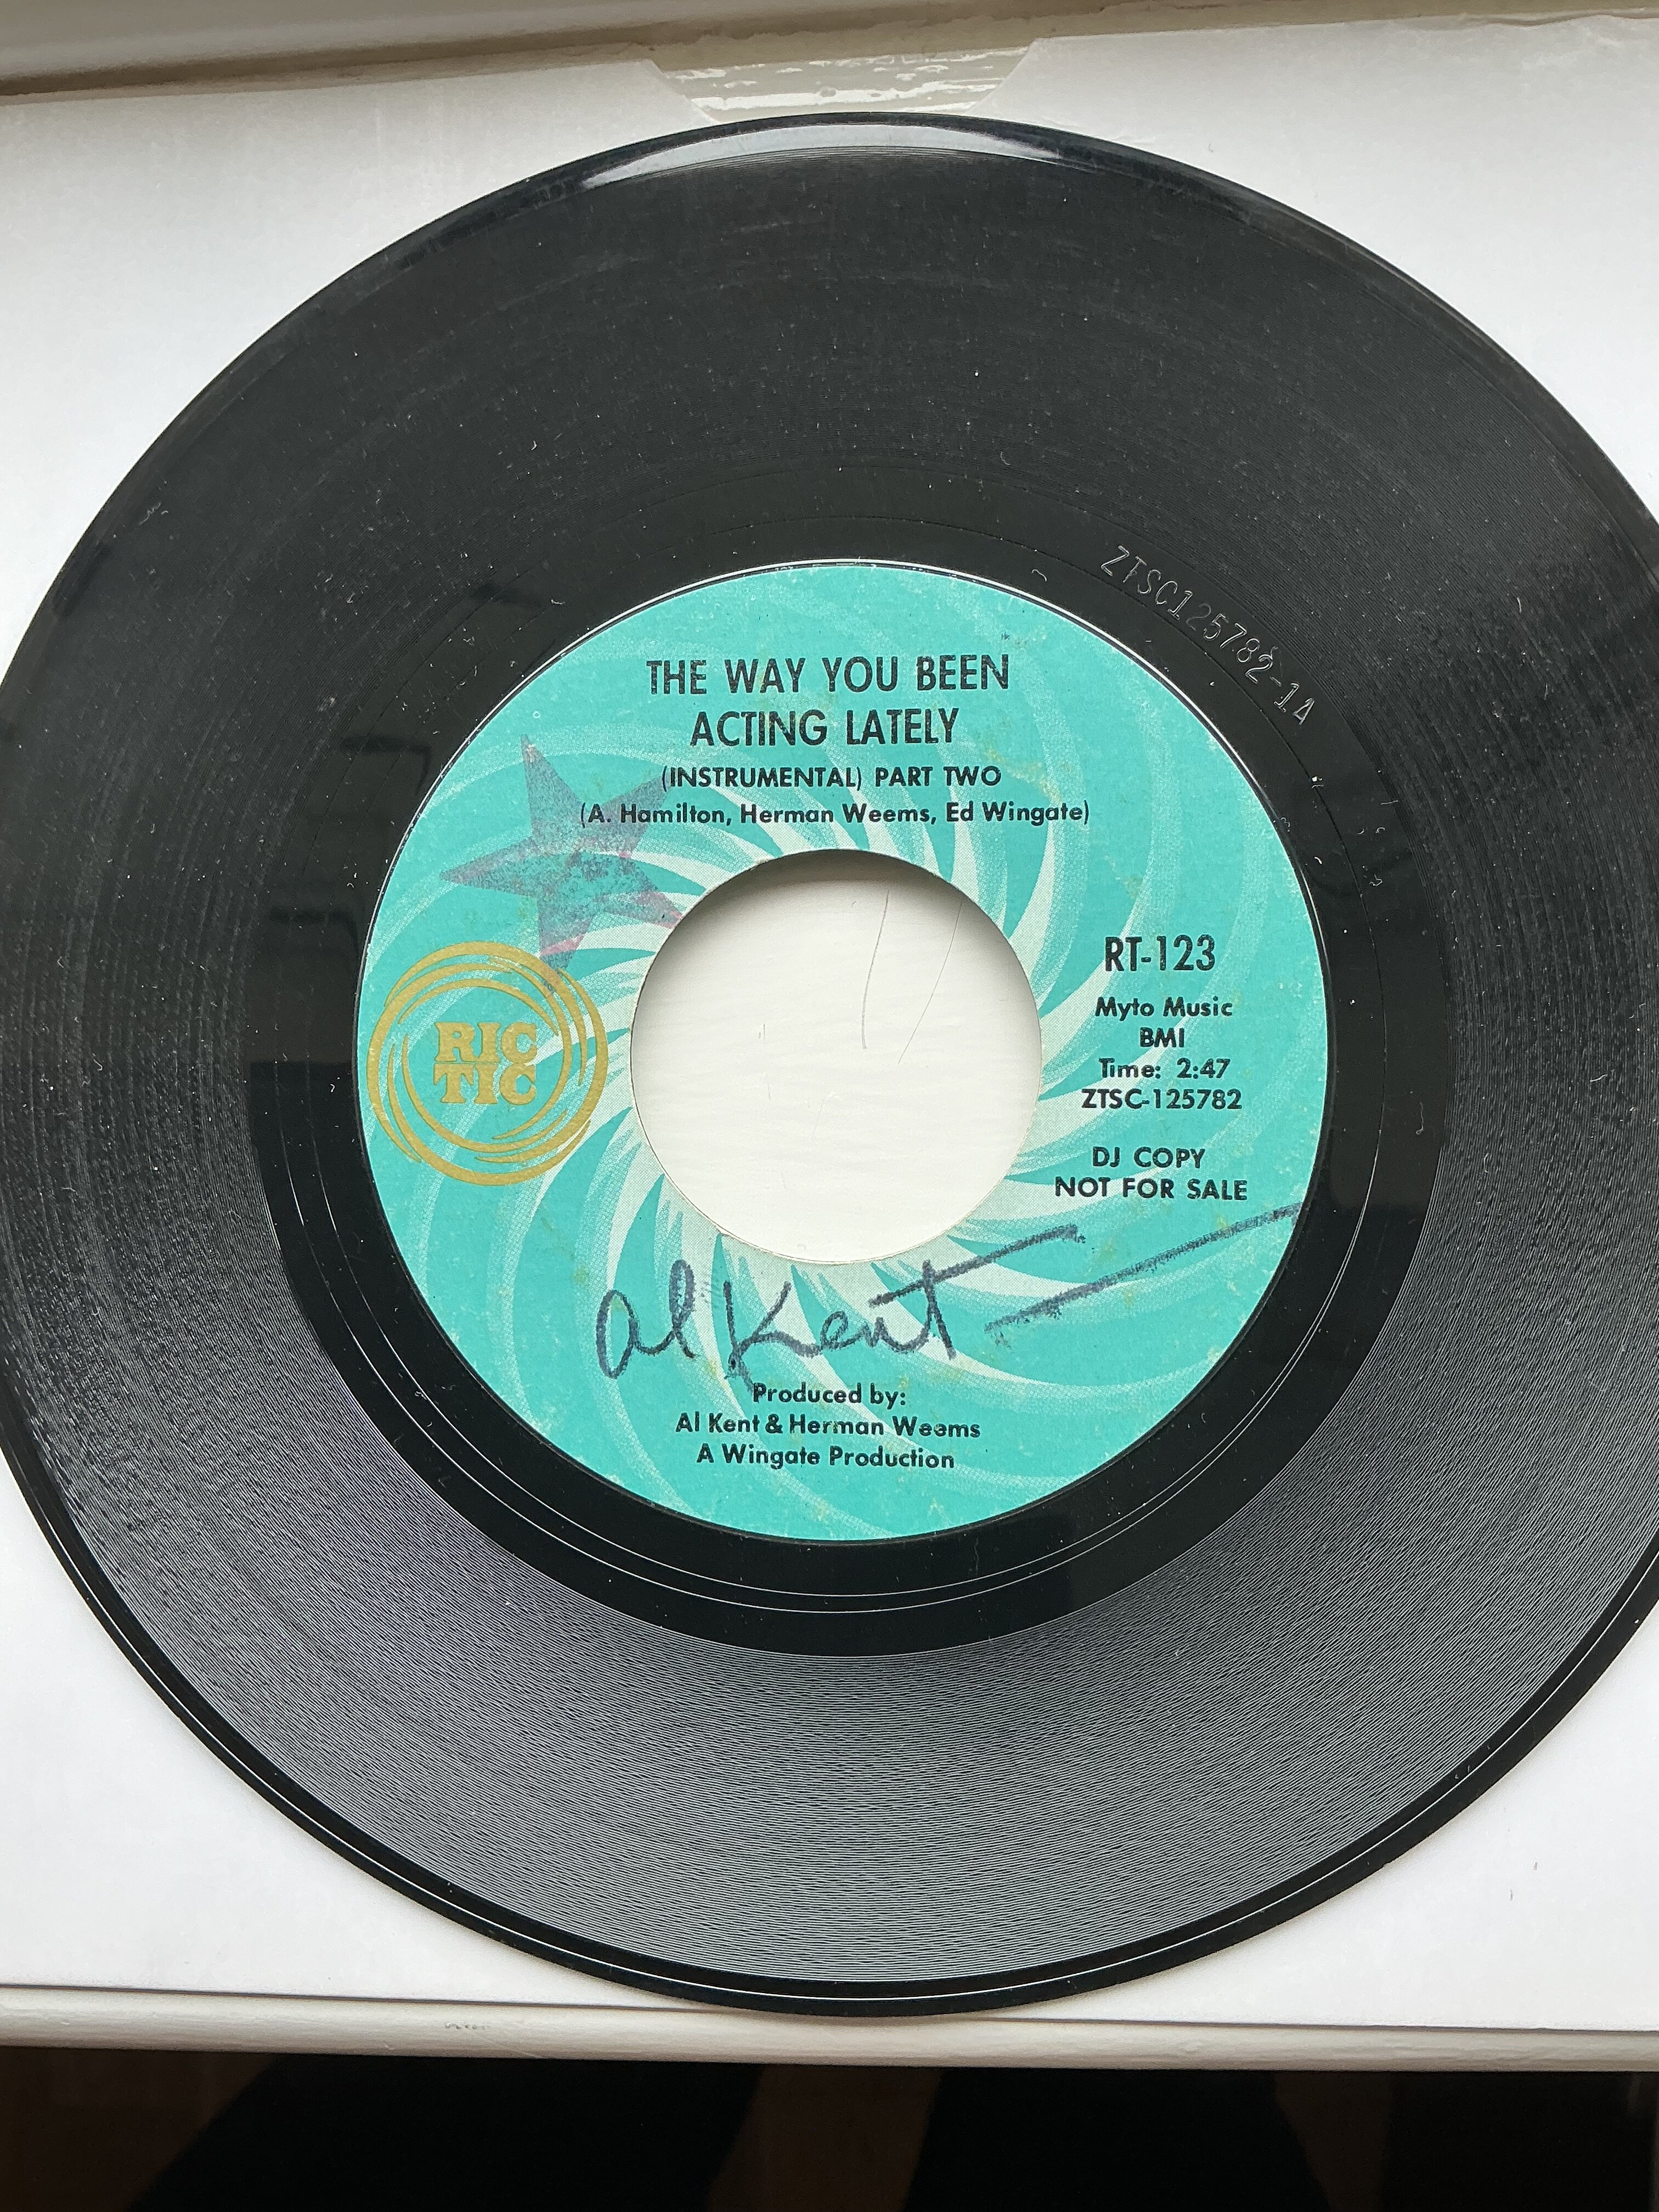 ZTSC125782-1A
THE WAY YOU BEEN
ACTING LATELY
(INSTRUMENTAL) PART TWO
(A. Hamilton, Herman Weems, Ed Wingate)
RIC
TIC
RT-123
Myto Music
BMI
Time: 2:47
ZTSC-125782
DJ COPY
NOT FOR SALE
Al Kent
Produced by:
Al Kent & Herman Weems
A Wingate Production